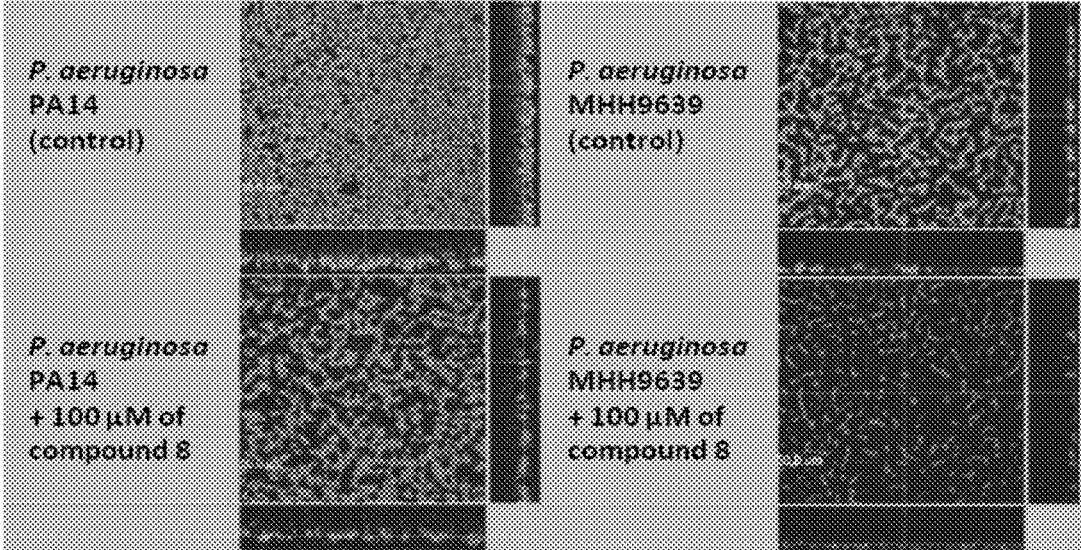 P. aeruginosa
PA14
(control)
P. aeruginosa
MHH9639
(control)
P. aeruginosa
PA14
+ 100 µM of
compound 8
P. aeruginosa
MHH9639
+ 100 µM of
compound 8